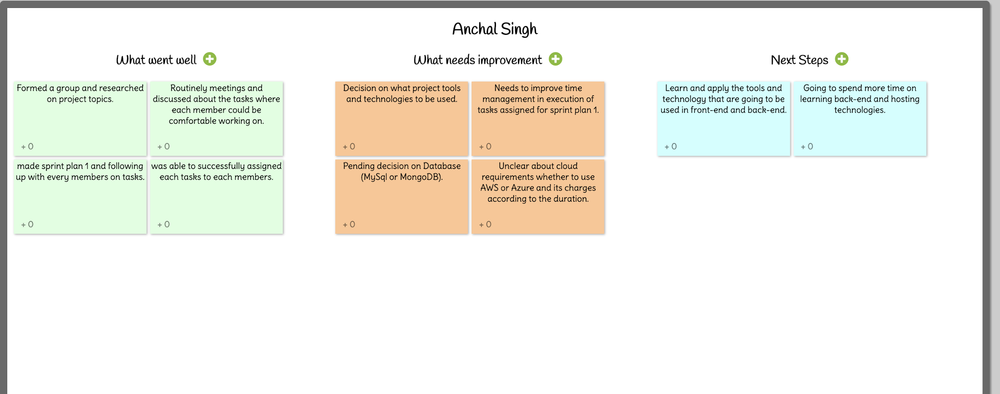 Anchal Singh
What went well
Formed a group and researched
on project topics.
+ 0
Routinely meetings and
discussed about the tasks where
each member could be
comfortable working on.
+ 0
made sprint plan 1 and following
up with every members on tasks.
+ 0
was able to successfully assigned
each tasks to each members.
+ 0
What needs improvement
Decision on what project tools
and technologies to be used.
+ 0
Needs to improve time
management in execution of
tasks assigned for sprint plan 1.
+ 0
Pending decision on Database
(MySql or MongoDB).
+ 0
Unclear about cloud
requirements whether to use
AWS or Azure and its charges
according to the duration.
+ 0
Next Steps
Learn and apply the tools and
technology that are going to be
used in front-end and back-end.
+ 0
Going to spend more time on
learning back-end and hosting
technologies.
+ 0